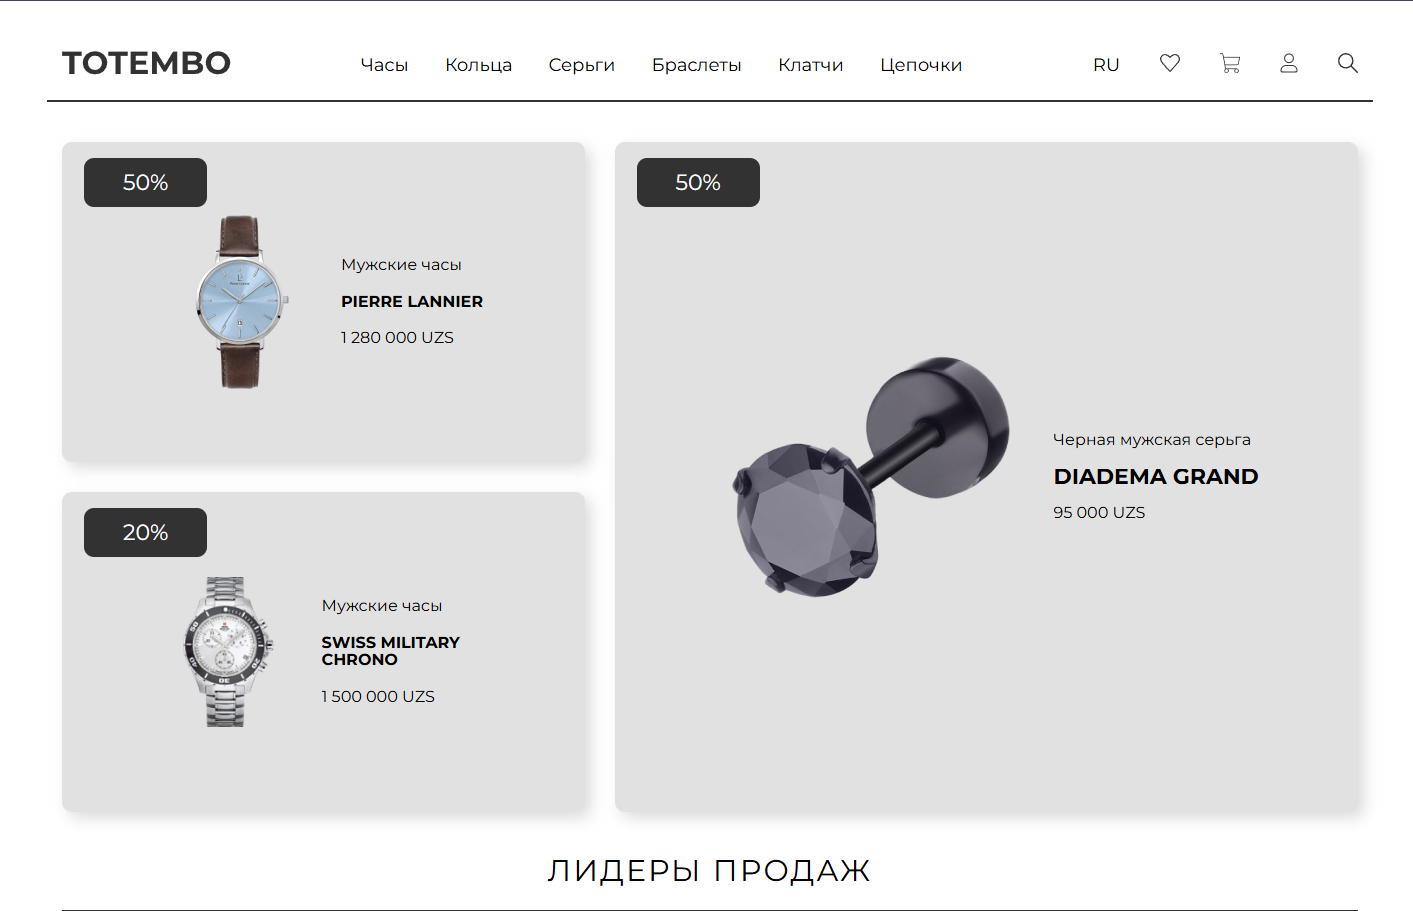 TOTEMBO
Часы Кольца Серьги Браслеты Клатчи Цепочки
RU
50%
Мужские часы
PIERRE LANNIER
1 280 000 UZS
20%
Мужские часы
SWISS MILITARY
CHRONO
1 500 000 UZS
50%
Черная мужская серьга
DIADEMA GRAND
95 000 UZS
ЛИДЕРЫ ПРОДАЖ